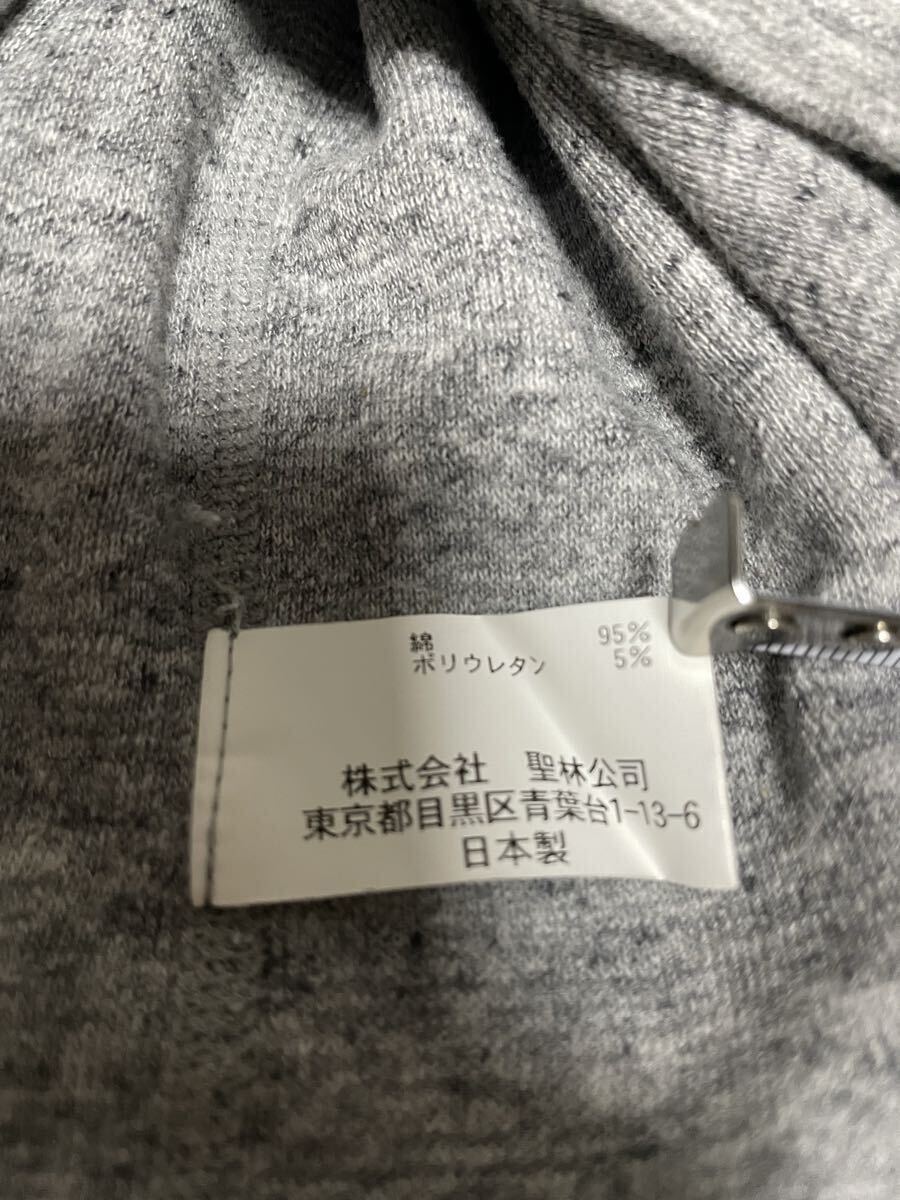 綿 95%
ポリウレタン 5%
株式会社 聖林公司
東京都目黒区青葉台1-13-6
日本製